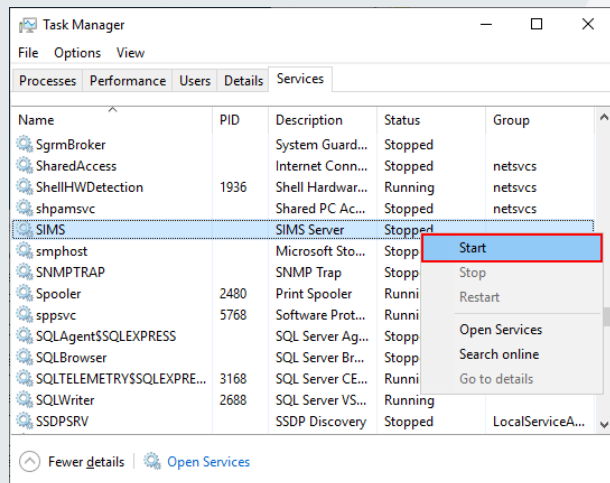 Task Manager
File Options View
Processes Performance Users Details Services
Name PID Description Status Group
SgrmBroker System Guard... Stopped
SharedAccess Internet Conn... Stopped netsvcs
ShellHWDetection 1936 Shell Hardwar... Running netsvcs
shpamsvc Shared PC Ac... Stopped netsvcs
SIMS SIMS Server Stopped
smphost Microsoft Sto... Stopp Start
SNMPTRAP SNMP Trap Stopp Stop
Spooler 2480 Print Spooler Runni Restart
sppsvc 5768 Software Prot... Runni
SQLAgent$SQLEXPRESS SQL Server Ag... Stopp Open Services
SQLBrowser SQL Server Br... Stopp Search online
SQLTELEMETRY$SQLEXPRE... 3168 SQL Server CE... Runni Go to details
SQLWriter 2688 SQL Server VS... Running
SSDPSRV SSDP Discovery Stopped LocalServiceA...
Fewer details Open Services